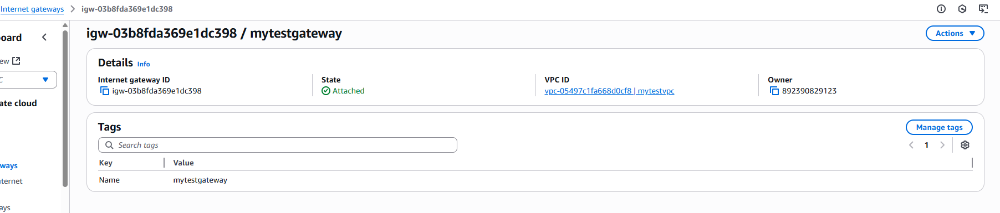 Internet gateways > igw-03b8fda369e1dc398
igw-03b8fda369e1dc398 / mytestgateway
Actions
oard
ew
C
ate cloud
ways
nternet
ays
Details Info
Internet gateway ID
igw-03b8fda369e1dc398
State
Attached
VPC ID
vpc-05497c1fa668d0cf8 | mytestvpc
Owner
892390829123
Tags
Manage tags
Search tags
1
Key Value
Name mytestgateway